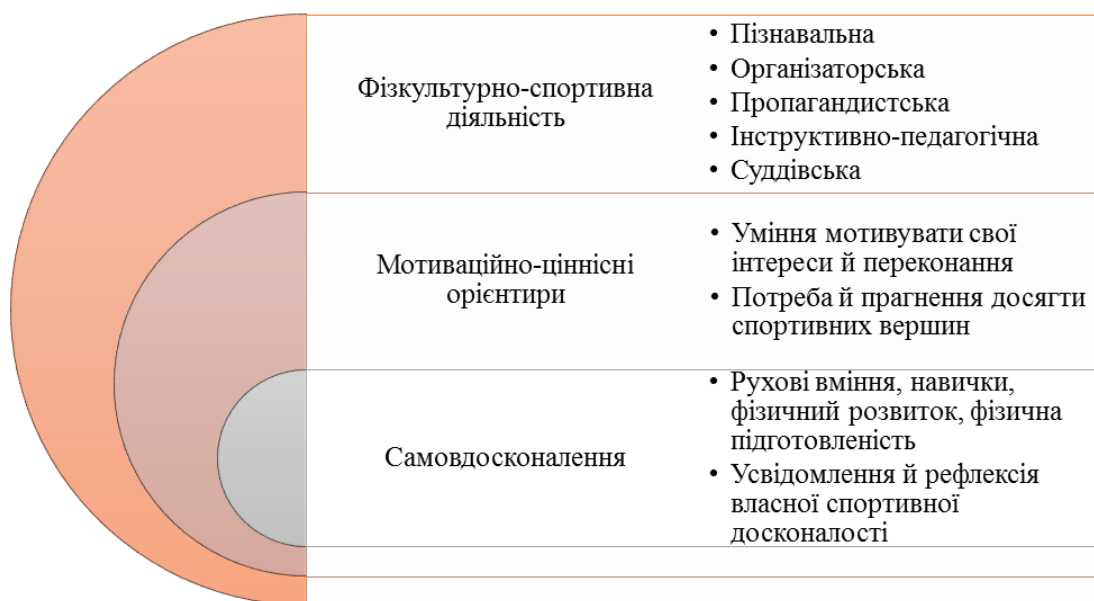 Фізкультурно-спортивна
діяльність
• Пізнавальна
• Організаторська
• Пропагандистська
• Інструктивно-педагогічна
• Суддівська
Мотиваційно-ціннісні
орієнтири
• Уміння мотивувати свої
інтереси й переконання
• Потреба й прагнення досягти
спортивних вершин
Самовдосконалення
• Рухові вміння, навички,
фізичний розвиток, фізична
підготовленість
• Усвідомлення й рефлексія
власної спортивної
досконалості